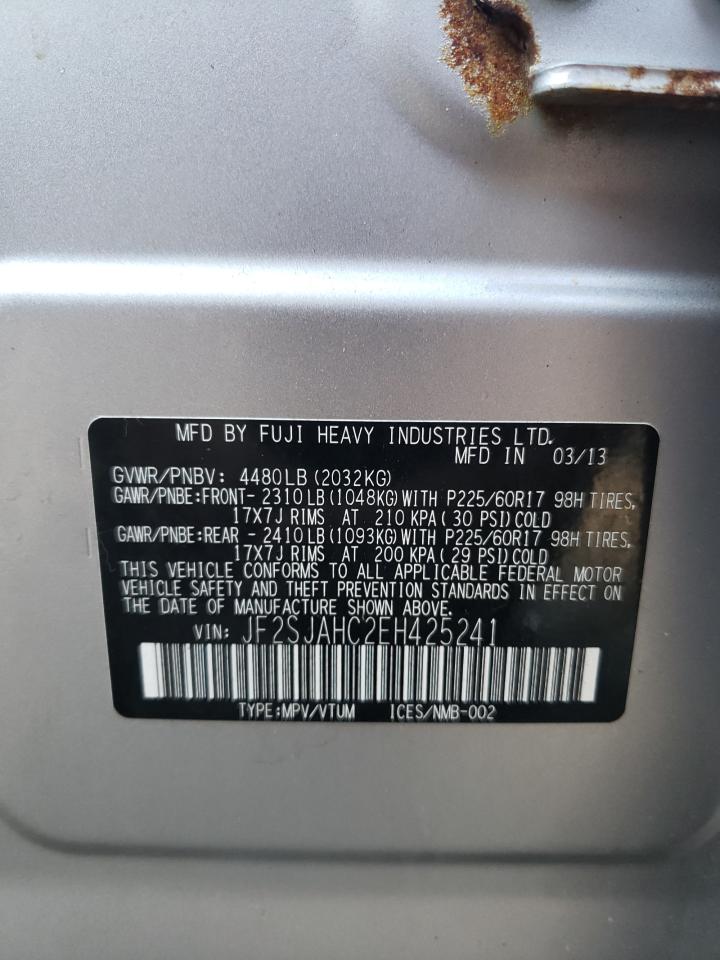 MFD BY FUJI HEAVY INDUSTRIES LTD.
MFD IN 03/13
GVWR/PNBV: 4480LB(2032KG)
GAWR/PNBE:FRONT- 2310LB(1048KG)WITH P225/60R17 98H TIRES,
17X7J RIMS AT 210 KPA(30 PSI)COLD
GAWR/PNBE:REAR - 2410LB(1093KG)WITH P225/60R17 98H TIRES,
17X7J RIMS AT 200 KPA(29 PSI)COLD
THIS VEHICLE CONFORMS TO ALL APPLICABLE FEDERAL MOTOR
VEHICLE SAFETY AND THEFT PREVENTION STANDARDS IN EFFECT ON
THE DATE OF MANUFACTURE SHOWN ABOVE.
VIN: JF2SJAHC2EH425241
TYPE:MPV/VTUM ICES/NMB-002